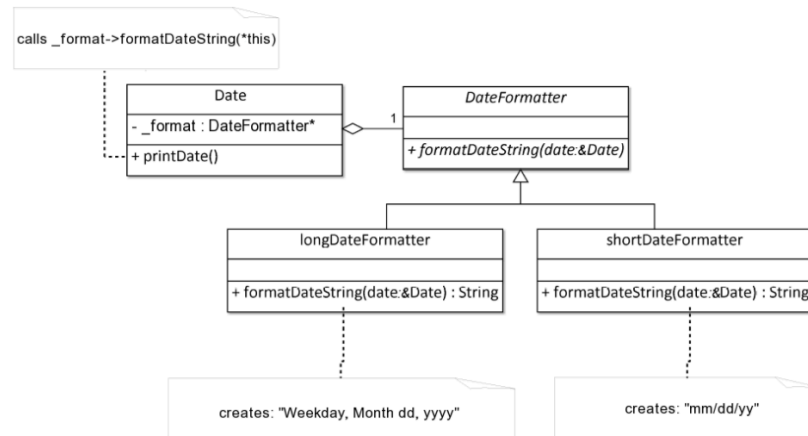 calls _format->formatDateString(*this)
Date
- _format : DateFormatter*
+ printDate()
1
DateFormatter
+ formatDateString(date:&Date)
longDateFormatter
+ formatDateString(date:&Date) : String
shortDateFormatter
+ formatDateString(date:&Date) : String
creates: "Weekday, Month dd, yyyy"
creates: "mm/dd/yy"